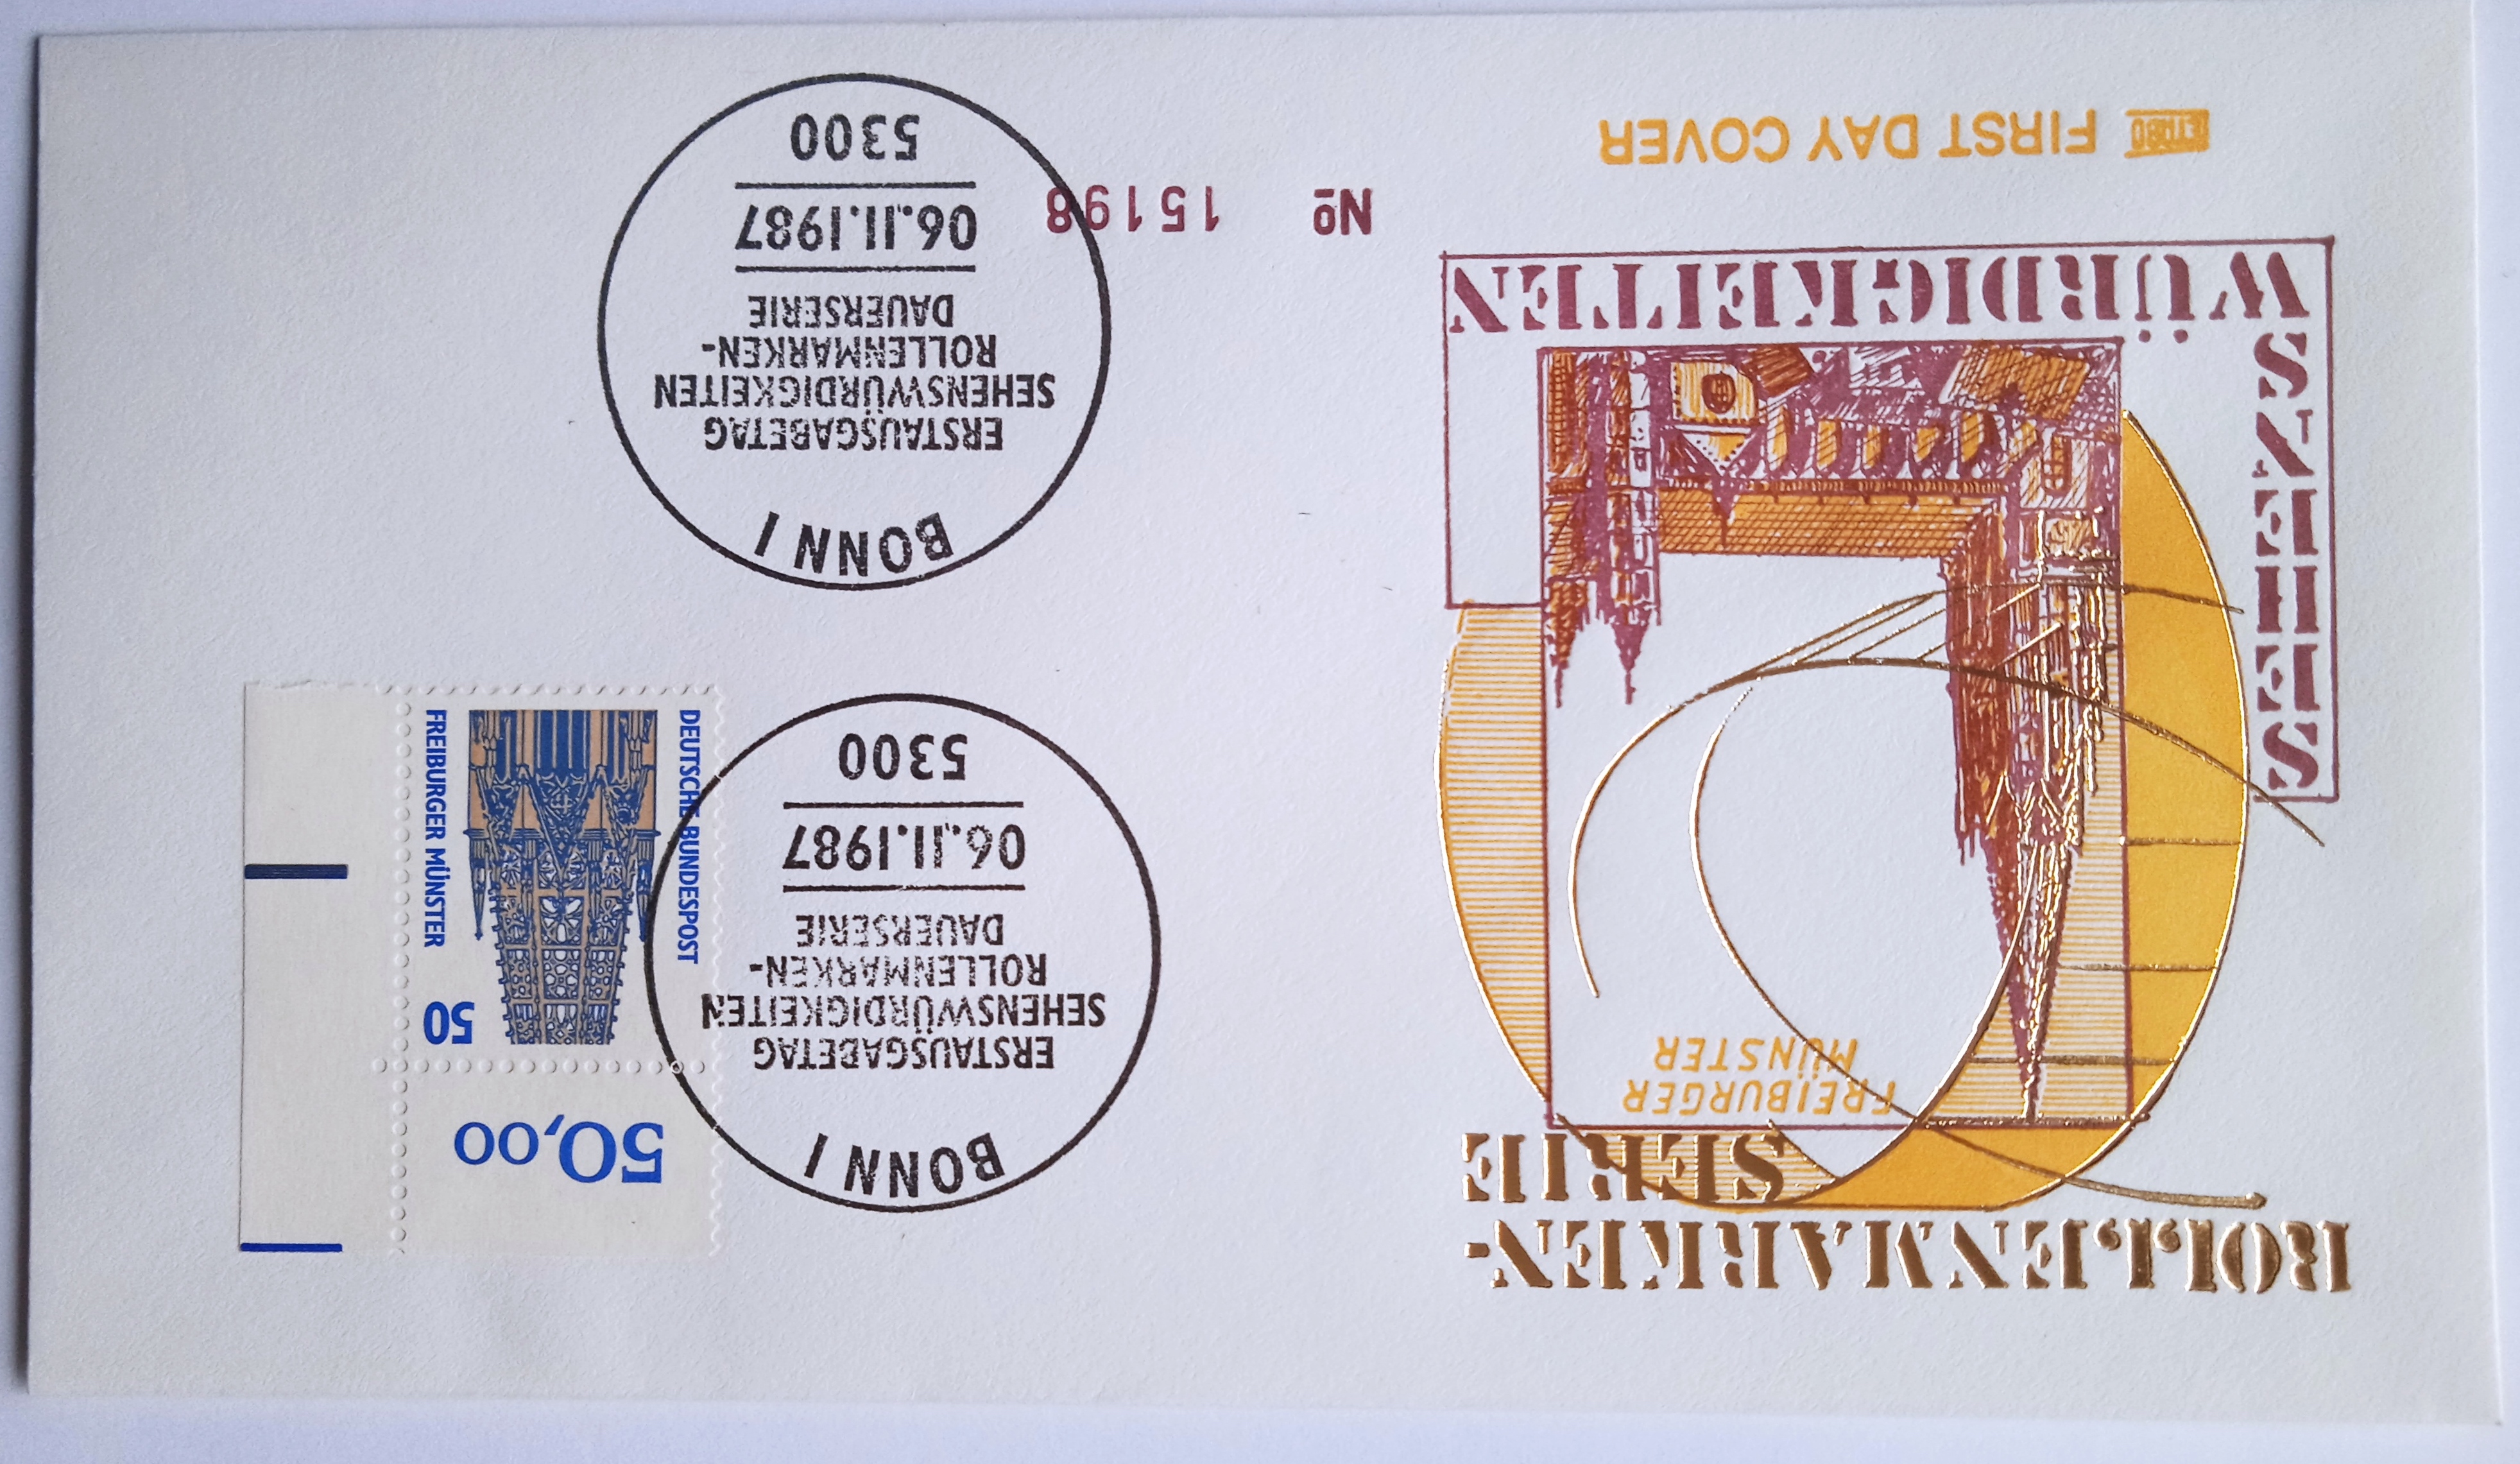 ROLLENMARKEN-
SERIE
FREIBURGER
MÜNSTER
SEHENS
WÜRDIGKEITEN
ETB80 FIRST DAY COVER
50,00
50
DEUTSCHE BUNDESPOST
FREIBURGER MÜNSTER
BONN 1
ERSTAUSGABETAG
SEHENSWÜRDIGKEITEN
ROLLENMARKEN-
DAUERSERIE
06.11.1987
5300
BONN 1
ERSTAUSGABETAG
SEHENSWÜRDIGKEITEN
ROLLENMARKEN-
DAUERSERIE
06.11.1987
5300
Nº 15198